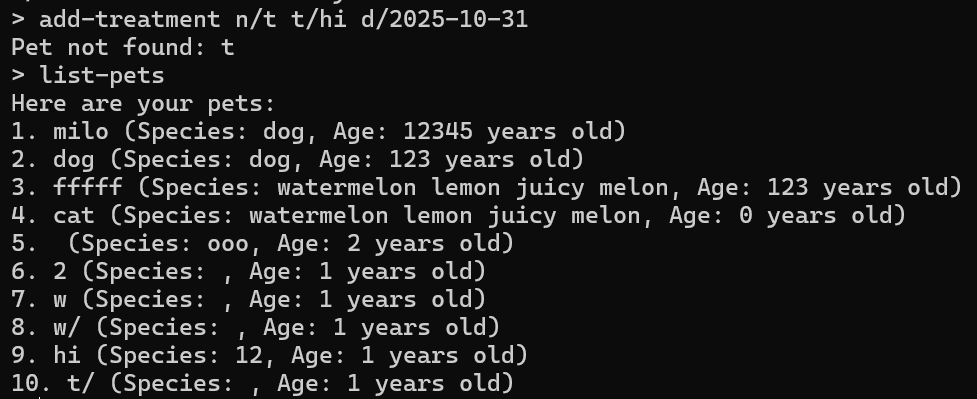 > add-treatment n/t t/hi d/2025-10-31
Pet not found: t
> list-pets
Here are your pets:
1. milo (Species: dog, Age: 12345 years old)
2. dog (Species: dog, Age: 123 years old)
3. fffff (Species: watermelon lemon juicy melon, Age: 123 years old)
4. cat (Species: watermelon lemon juicy melon, Age: 0 years old)
5.  (Species: ooo, Age: 2 years old)
6. 2 (Species: , Age: 1 years old)
7. w (Species: , Age: 1 years old)
8. w/ (Species: , Age: 1 years old)
9. hi (Species: 12, Age: 1 years old)
10. t/ (Species: , Age: 1 years old)